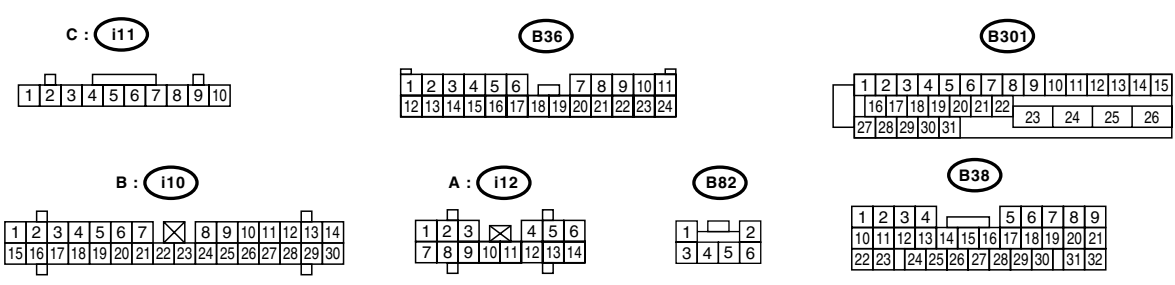 C : i11
1 2 3 4 5 6 7 8 9 10
B36
1 2 3 4 5 6 7 8 9 10 11
12 13 14 15 16 17 18 19 20 21 22 23 24
B301
1 2 3 4 5 6 7 8 9 10 11 12 13 14 15
16 17 18 19 20 21 22 23 24 25 26
27 28 29 30 31
B : i10
1 2 3 4 5 6 7 8 9 10 11 12 13 14
15 16 17 18 19 20 21 22 23 24 25 26 27 28 29 30
A : i12
1 2 3 4 5 6
7 8 9 10 11 12 13 14
B82
1 2
3 4 5 6
B38
1 2 3 4 5 6 7 8 9
10 11 12 13 14 15 16 17 18 19 20 21
22 23 24 25 26 27 28 29 30 31 32